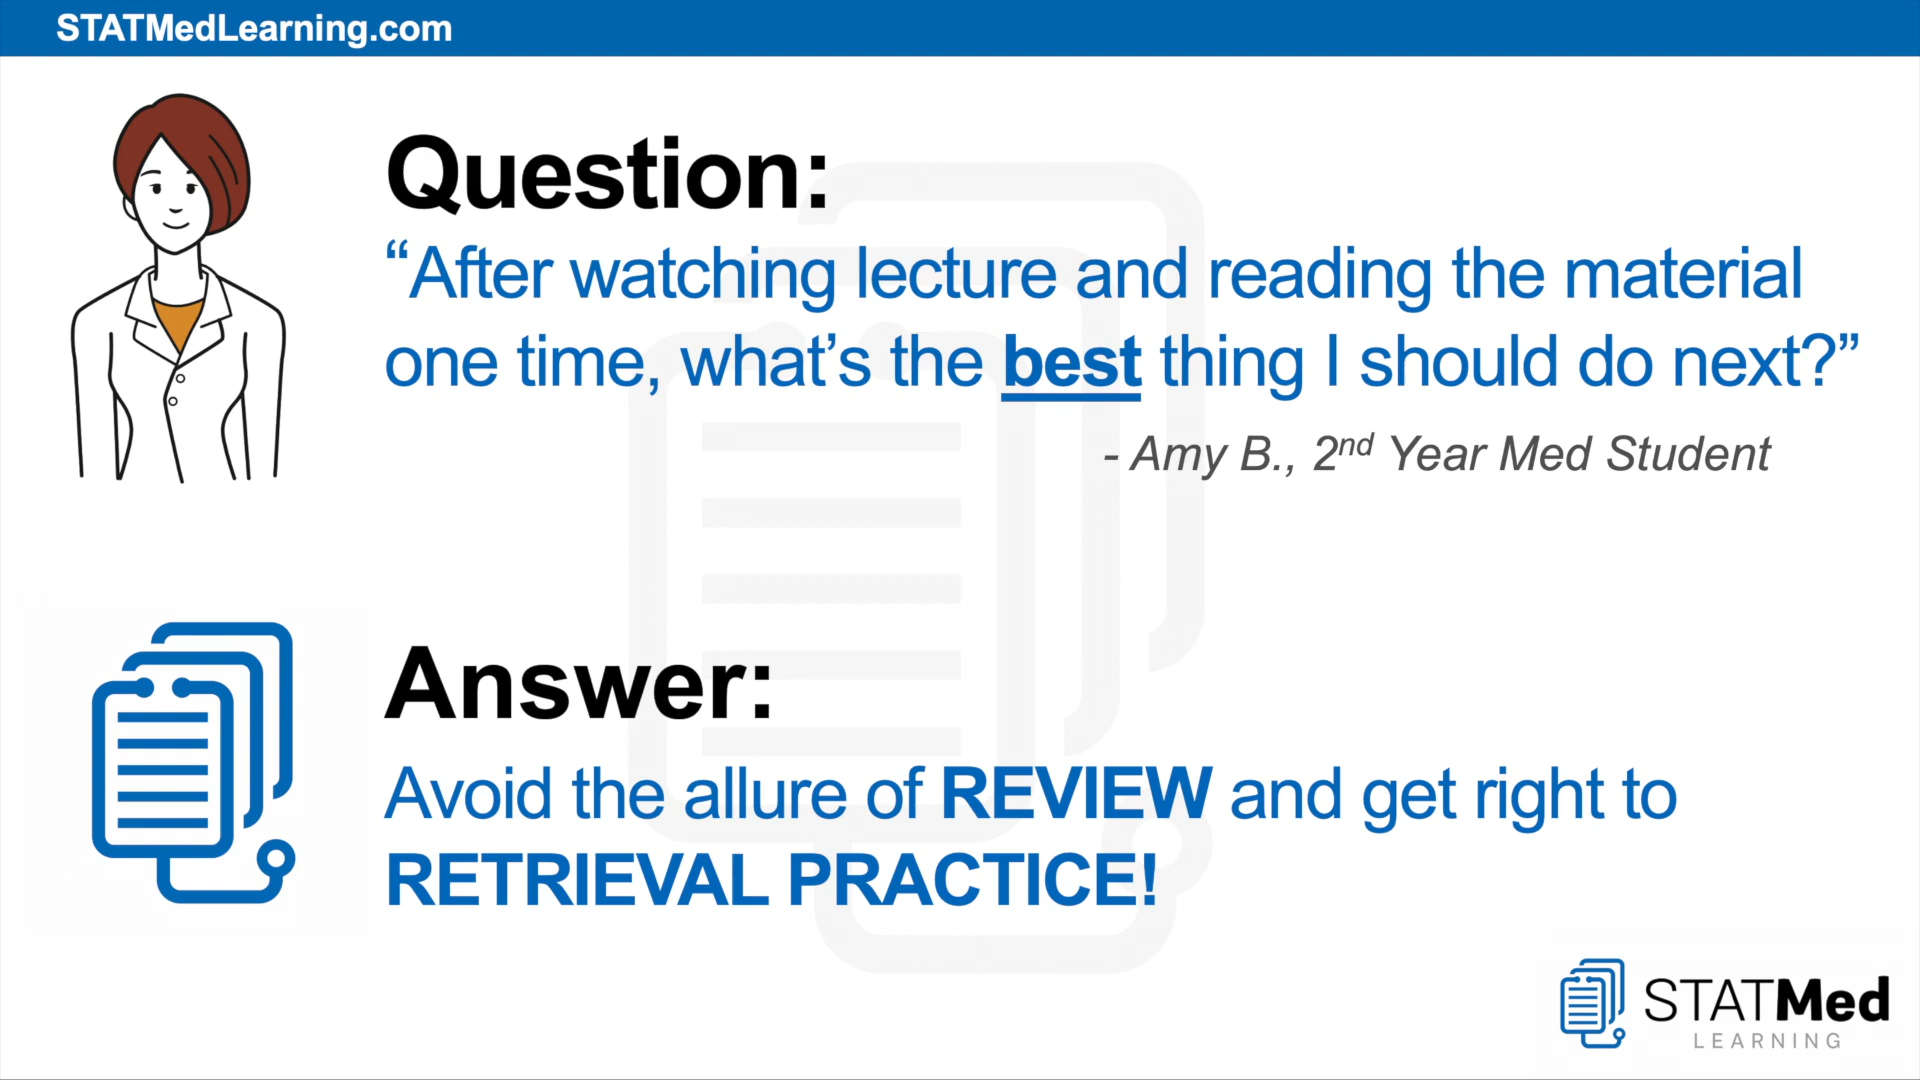 STATMedLearning.com
Question:
“After watching lecture and reading the material
one time, what’s the best thing I should do next?”
- Amy B., 2nd Year Med Student
Answer:
Avoid the allure of REVIEW and get right to
RETRIEVAL PRACTICE!
STATMed
LEARNING